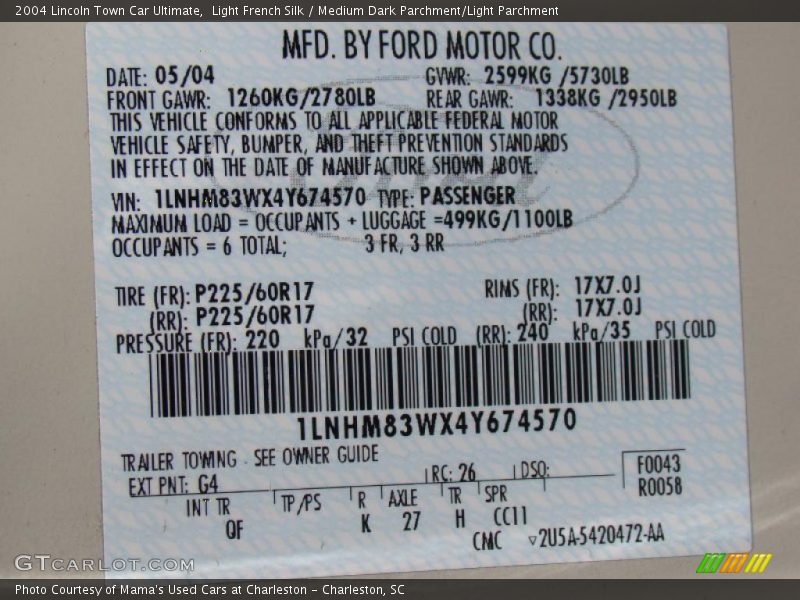 2004 Lincoln Town Car Ultimate,  Light French Silk / Medium Dark Parchment/Light Parchment
MFD. BY FORD MOTOR CO.
DATE: 05/04 GVWR: 2599KG /5730LB
FRONT GAWR: 1260KG/2780LB REAR GAWR: 1338KG /2950LB
THIS VEHICLE CONFORMS TO ALL APPLICABLE FEDERAL MOTOR
VEHICLE SAFETY, BUMPER, AND THEFT PREVENTION STANDARDS
IN EFFECT ON THE DATE OF MANUFACTURE SHOWN ABOVE.
VIN: 1LNHM83WX4Y674570 TYPE: PASSENGER
MAXIMUM LOAD = OCCUPANTS + LUGGAGE =499KG/1100LB
OCCUPANTS = 6 TOTAL; 3 FR, 3 RR
TIRE (FR): P225/60R17 RIMS (FR): 17X7.0J
(RR): P225/60R17 (RR): 17X7.0J
PRESSURE (FR): 220 kPa/32 PSI COLD (RR): 240 kPa/35 PSI COLD
1LNHM83WX4Y674570
TRAILER TOWING - SEE OWNER GUIDE
EXT PNT: G4 RC: 26 DSO: F0043
R0058
INT TR TP/PS R AXLE TR SPR
QF K 27 H CC11
CMC ▽2U5A-5420472-AA
GTCARLOT.COM
Photo Courtesy of Mama's Used Cars at Charleston – Charleston, SC